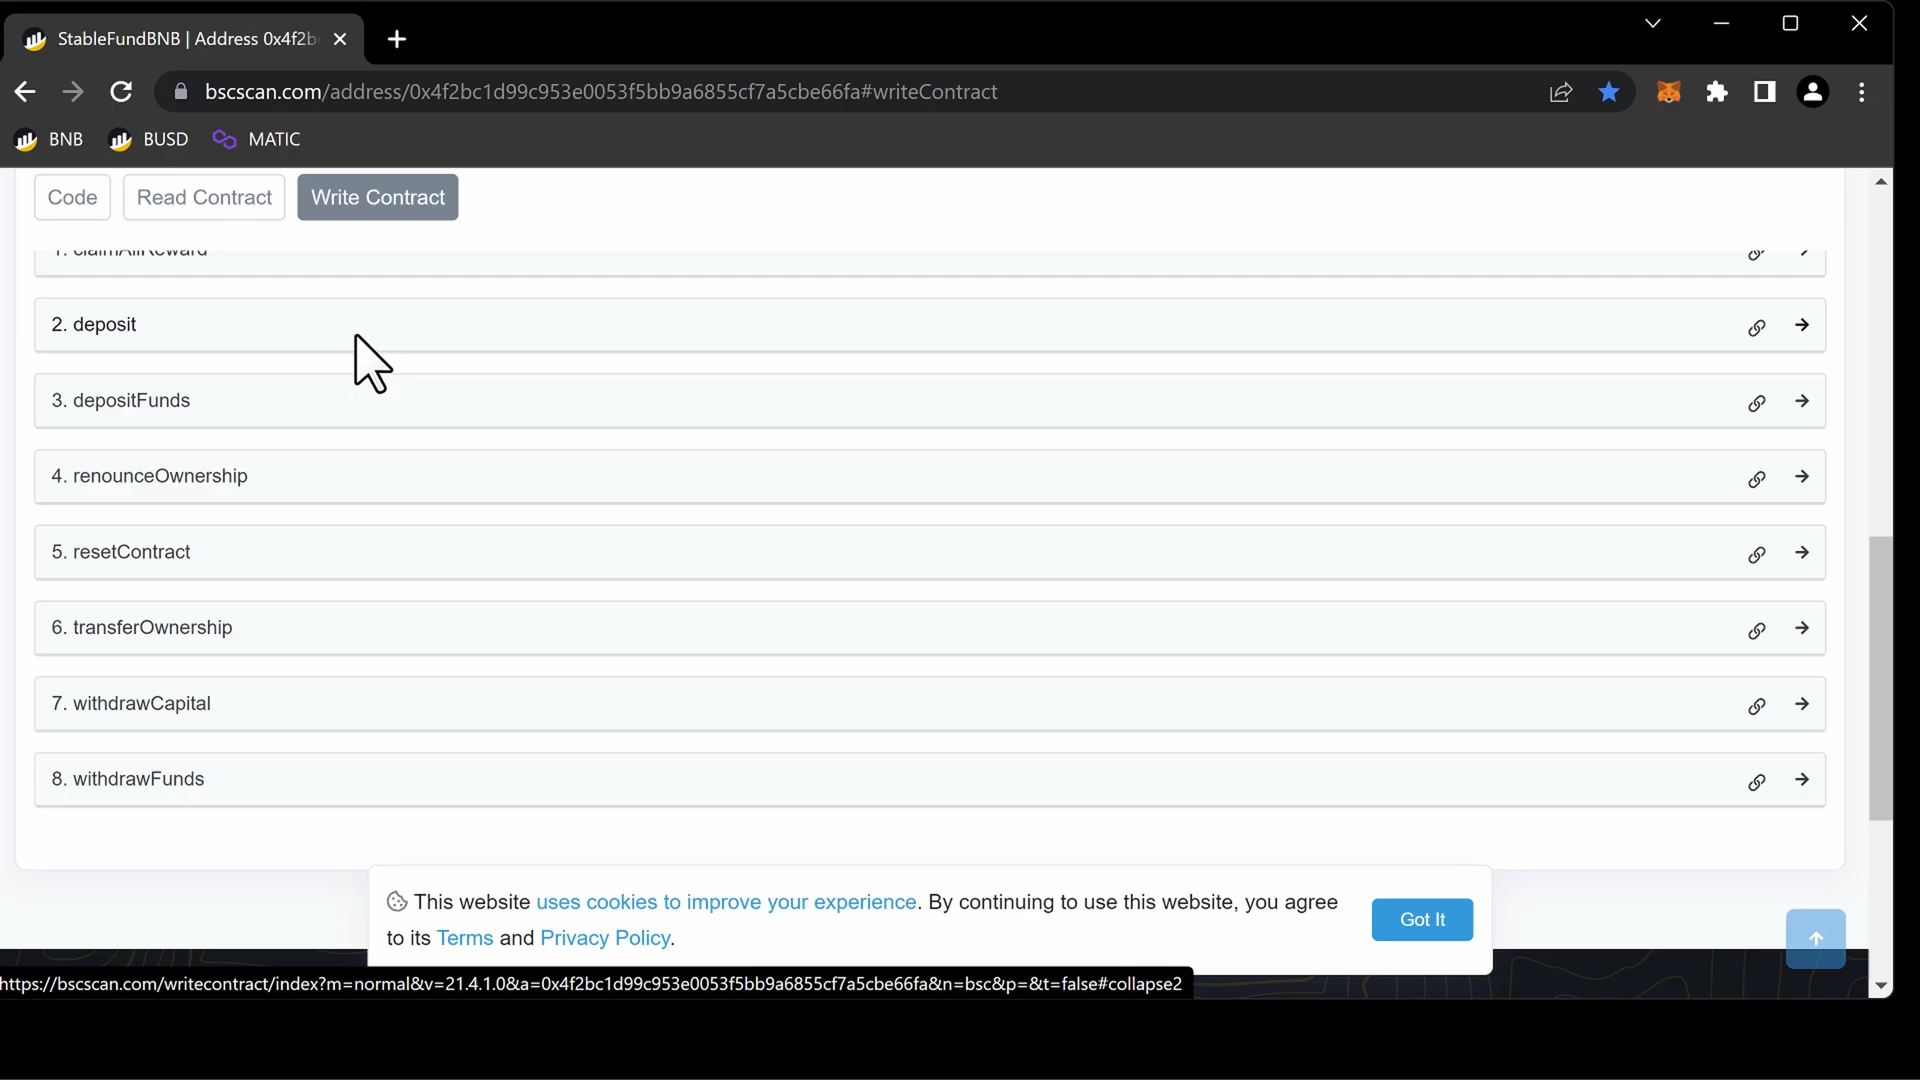 StableFundBNB | Address 0x4f2b
bscscan.com/address/0x4f2bc1d99c953e0053f5bb9a6855cf7a5cbe66fa#writeContract
BNB
BUSD
MATIC
Code
Read Contract
Write Contract
1. claimAllReward
2. deposit
3. depositFunds
4. renounceOwnership
5. resetContract
6. transferOwnership
7. withdrawCapital
8. withdrawFunds
This website uses cookies to improve your experience. By continuing to use this website, you agree
to its Terms and Privacy Policy.
Got It
https://bscscan.com/writecontract/index?m=normal&v=21.4.1.0&a=0x4f2bc1d99c953e0053f5bb9a6855cf7a5cbe66fa&n=bsc&p=&t=false#collapse2